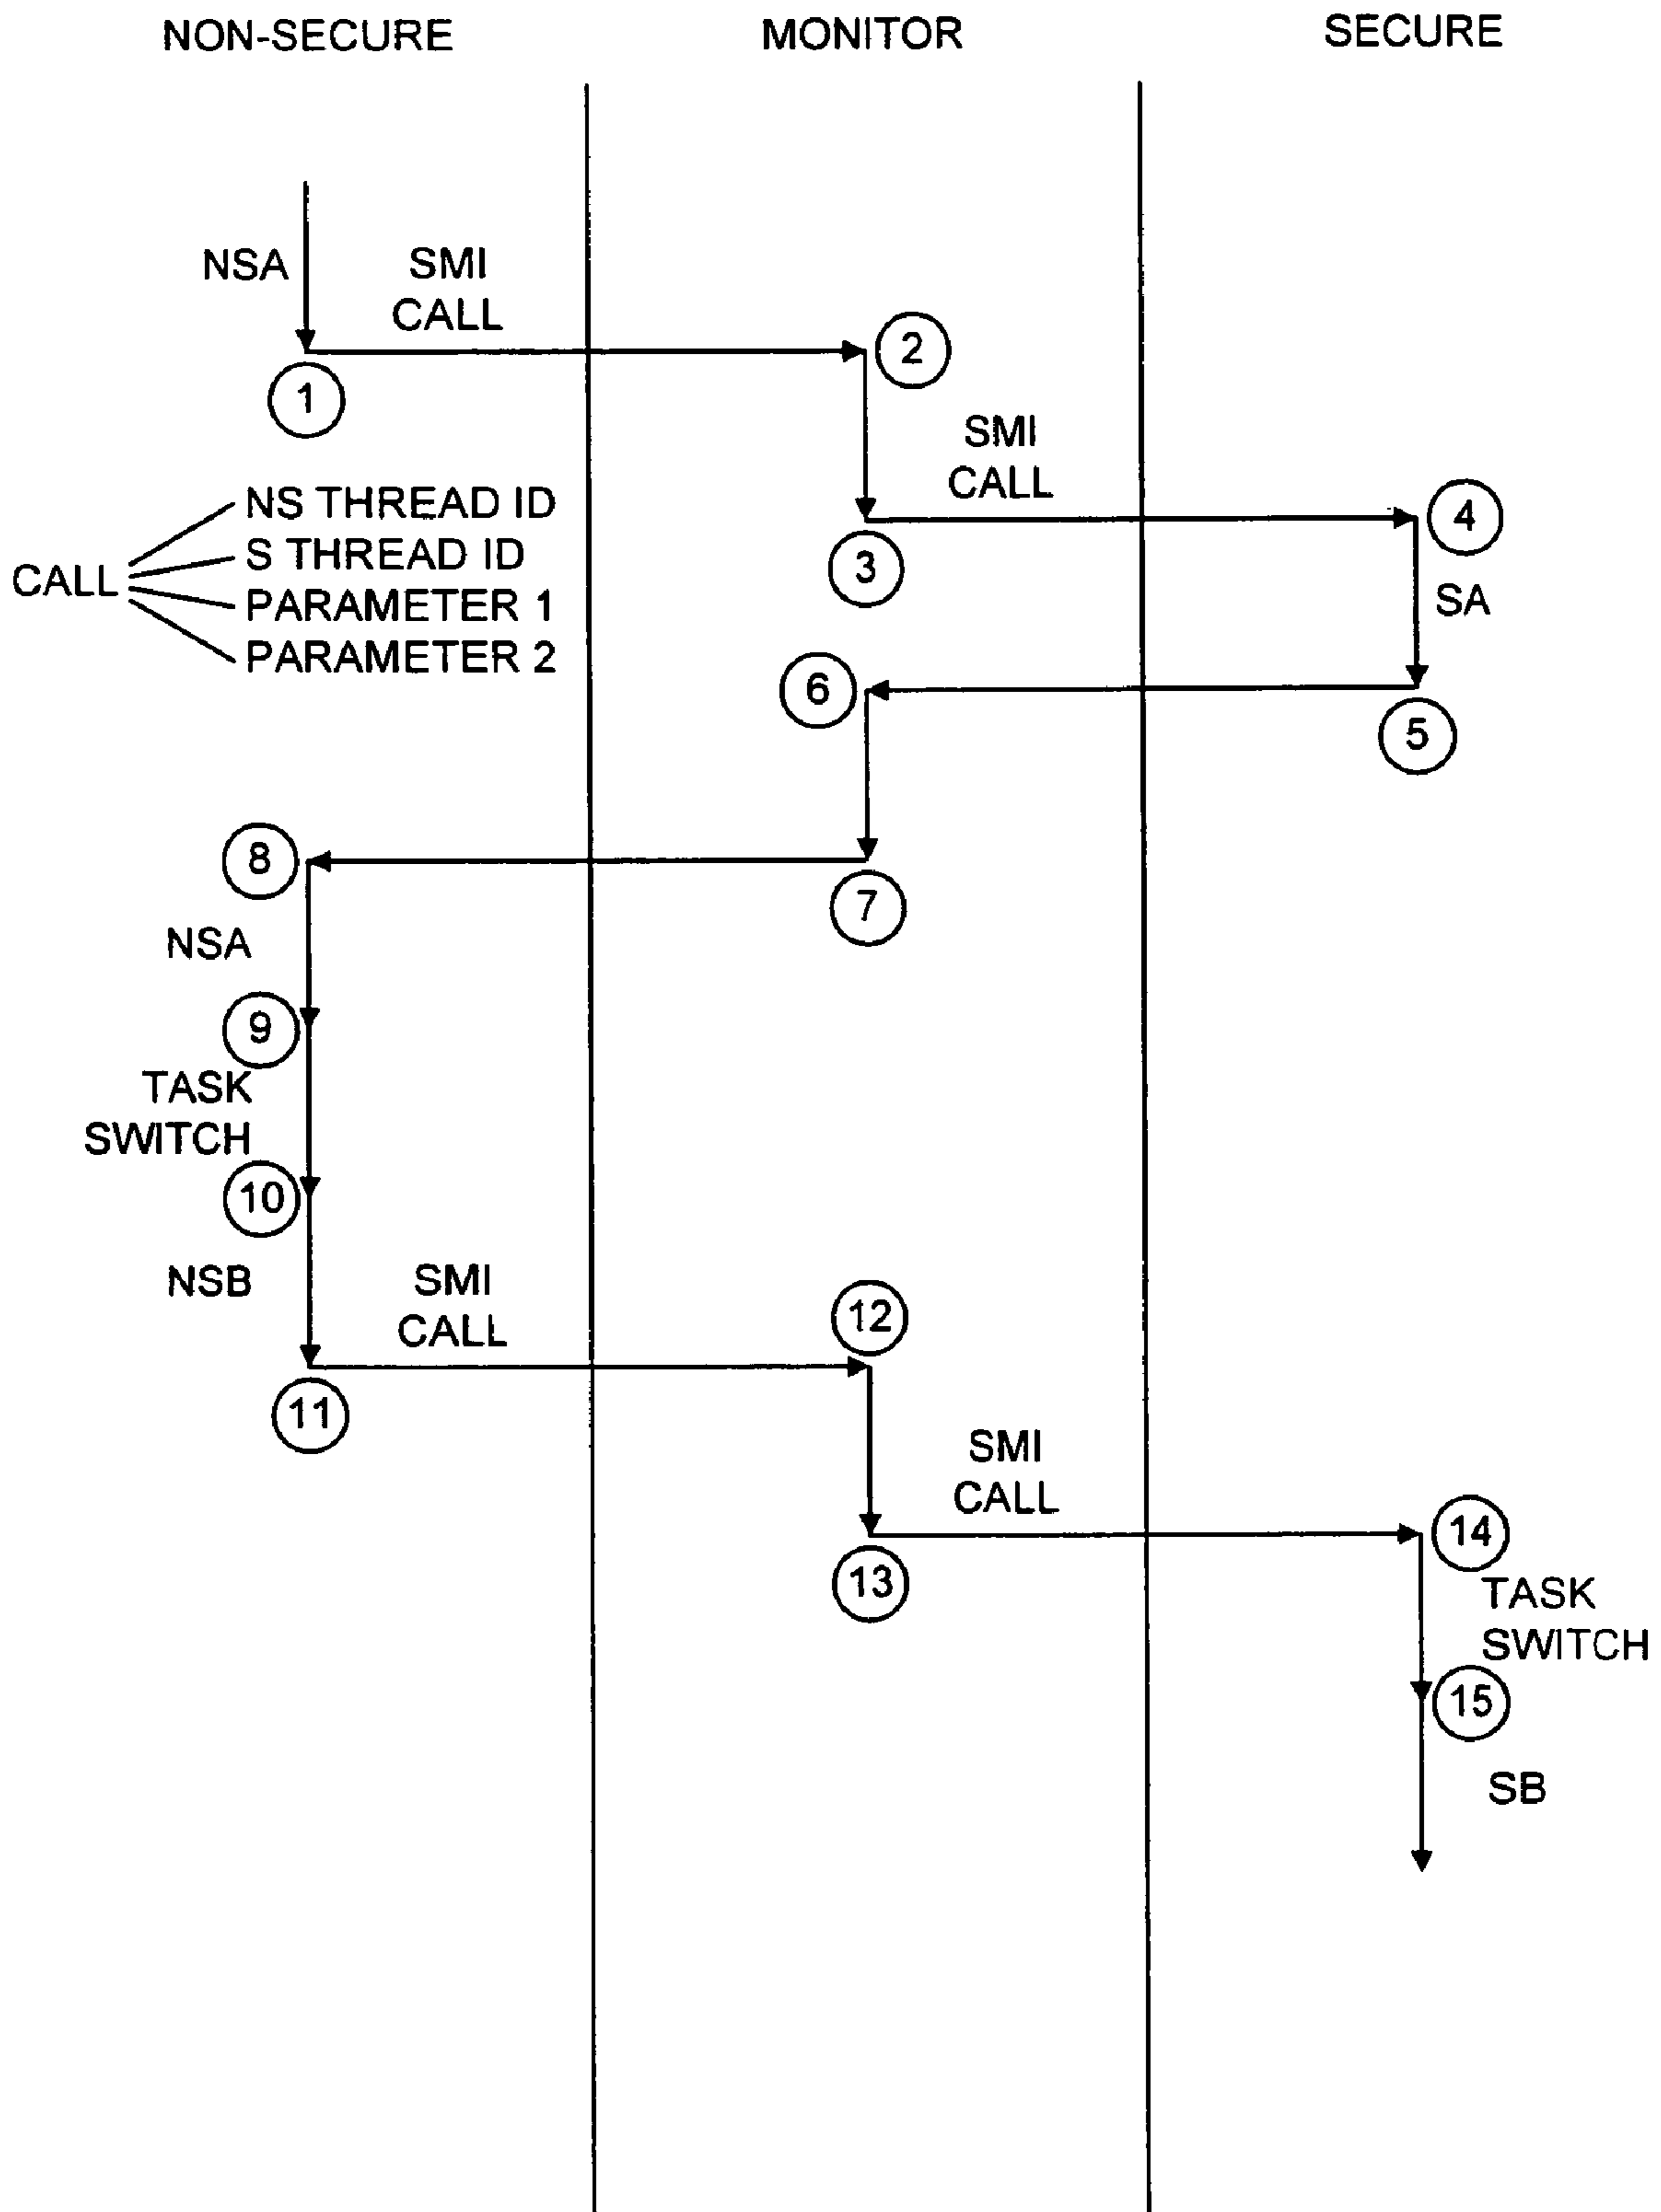 NON-SECURE
MONITOR
SECURE
NSA
SMI
CALL
2
1
SMI
CALL
NS THREAD ID
4
S THREAD ID
3
CALL
SA
PARAMETER 1
PARAMETER 2
6
5
8
7
NSA
9
TASK
SWITCH
10
NSB
SMI
CALL
12
11
SMI
CALL
14
13
TASK
SWITCH
15
SB